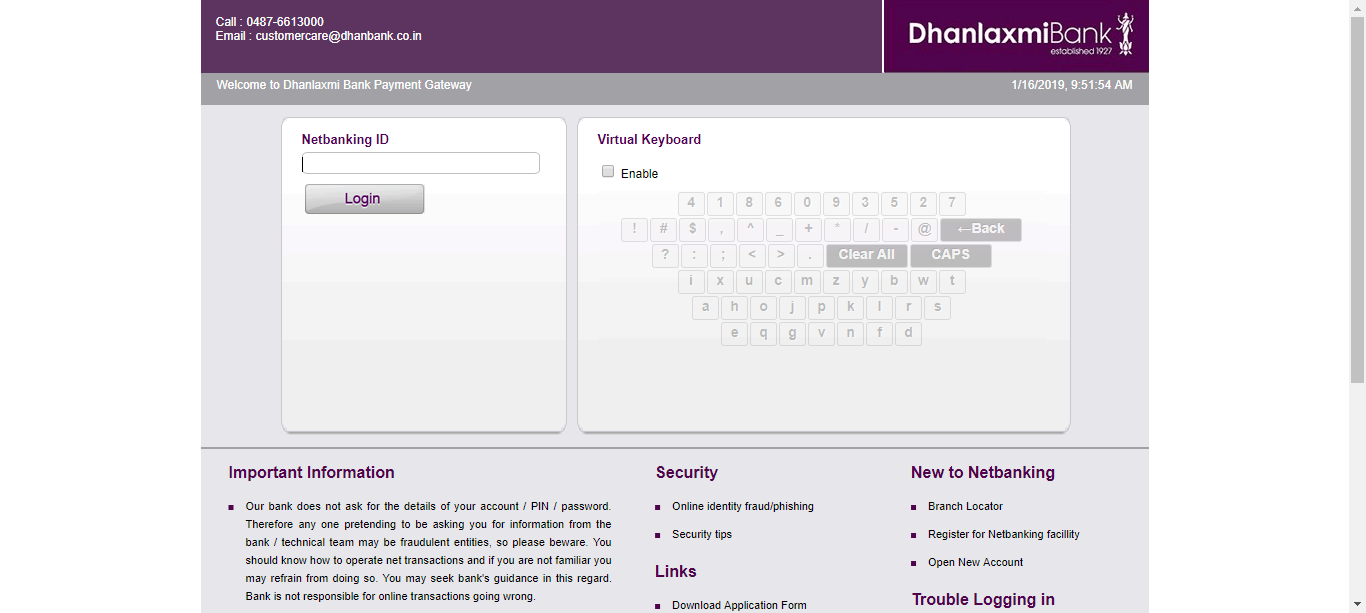 Call : 0487-6613000
Email : customercare@dhanbank.co.in
DhanlaxmiBank
established 1927
Welcome to Dhanlaxmi Bank Payment Gateway
1/16/2019, 9:51:54 AM
Netbanking ID
Login
Virtual Keyboard
Enable
4 1 8 6 0 9 3 5 2 7
! # $ , ^ _ + * / - @ ←Back
? : ; < > . Clear All CAPS
i x u c m z y b w t
a h o j p k l r s
e q g v n f d
Important Information
Our bank does not ask for the details of your account / PIN / password.
Therefore any one pretending to be asking you for information from the
bank / technical team may be fraudulent entities, so please beware. You
should know how to operate net transactions and if you are not familiar you
may refrain from doing so. You may seek bank's guidance in this regard.
Bank is not responsible for online transactions going wrong.
Security
Online identity fraud/phishing
Security tips
Links
Download Application Form
New to Netbanking
Branch Locator
Register for Netbanking facillity
Open New Account
Trouble Logging in